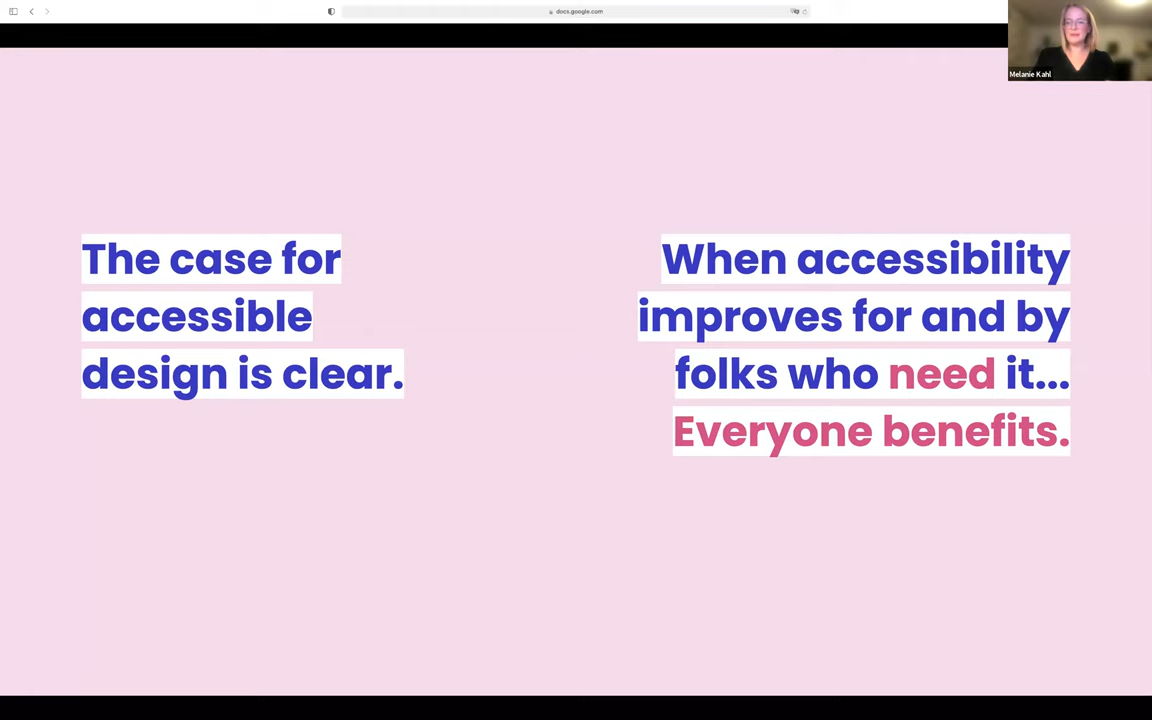 docs.google.com
Melanie Kahl
The case for
accessible
design is clear.
When accessibility
improves for and by
folks who need it...
Everyone benefits.